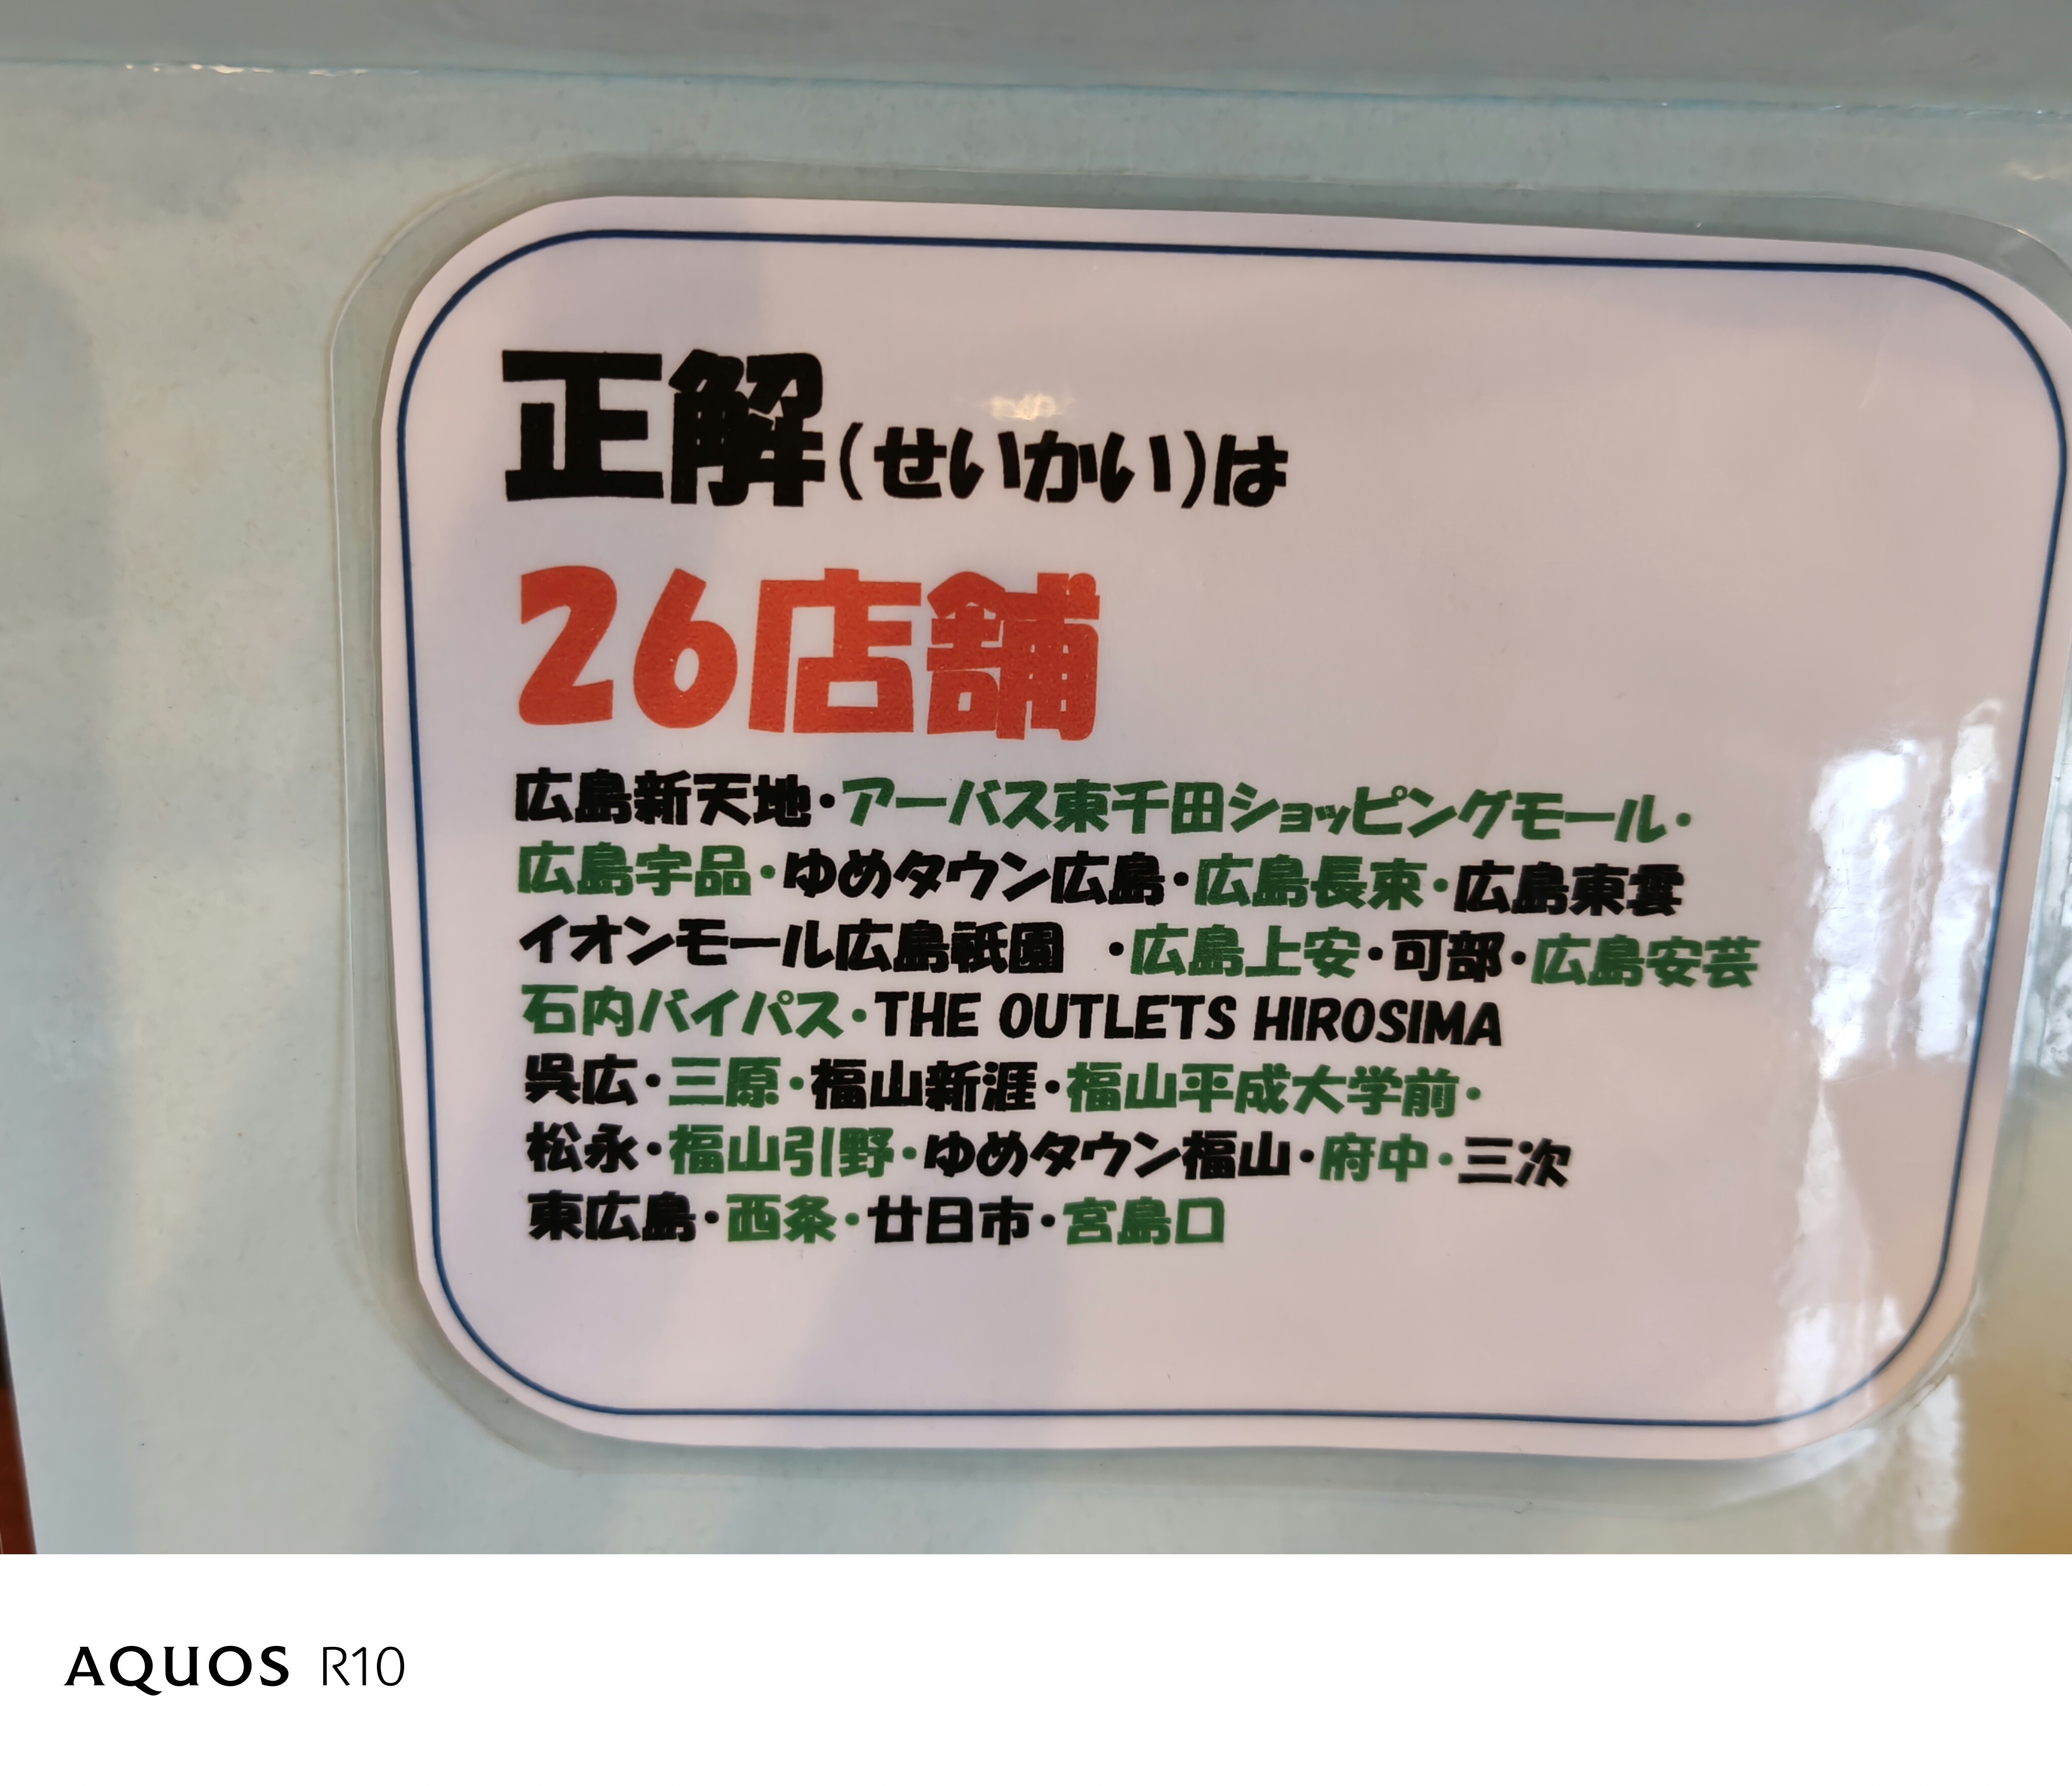 正解(せいかい)は
26店舗
広島新天地・アーバス東千田ショッピングモール・
広島宇品・ゆめタウン広島・広島長束・広島東雲
イオンモール広島祇園　・広島上安・可部・広島安芸
石内バイパス・THE OUTLETS HIROSIMA
呉広・三原・福山新涯・福山平成大学前・
松永・福山引野・ゆめタウン福山・府中・三次
東広島・西条・廿日市・宮島口
AQUOS R10